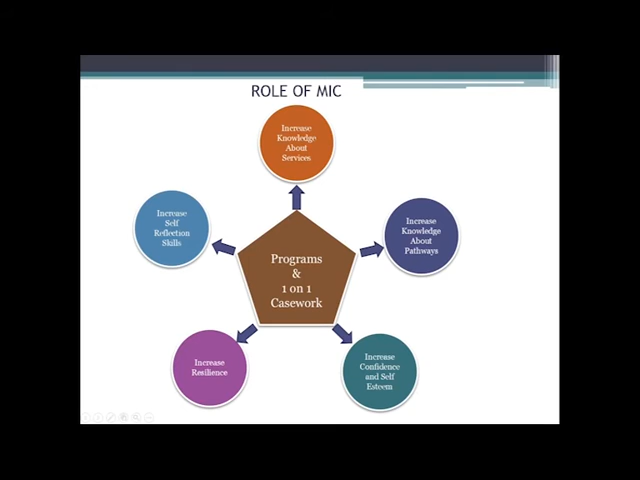 ROLE OF MIC
Increase
Knowledge
About
Services
Increase
Self
Reflection
Skills
Increase
Knowledge
About
Pathways
Programs
&
1 on 1
Casework
Increase
Resilience
Increase
Confidence
and Self
Esteem